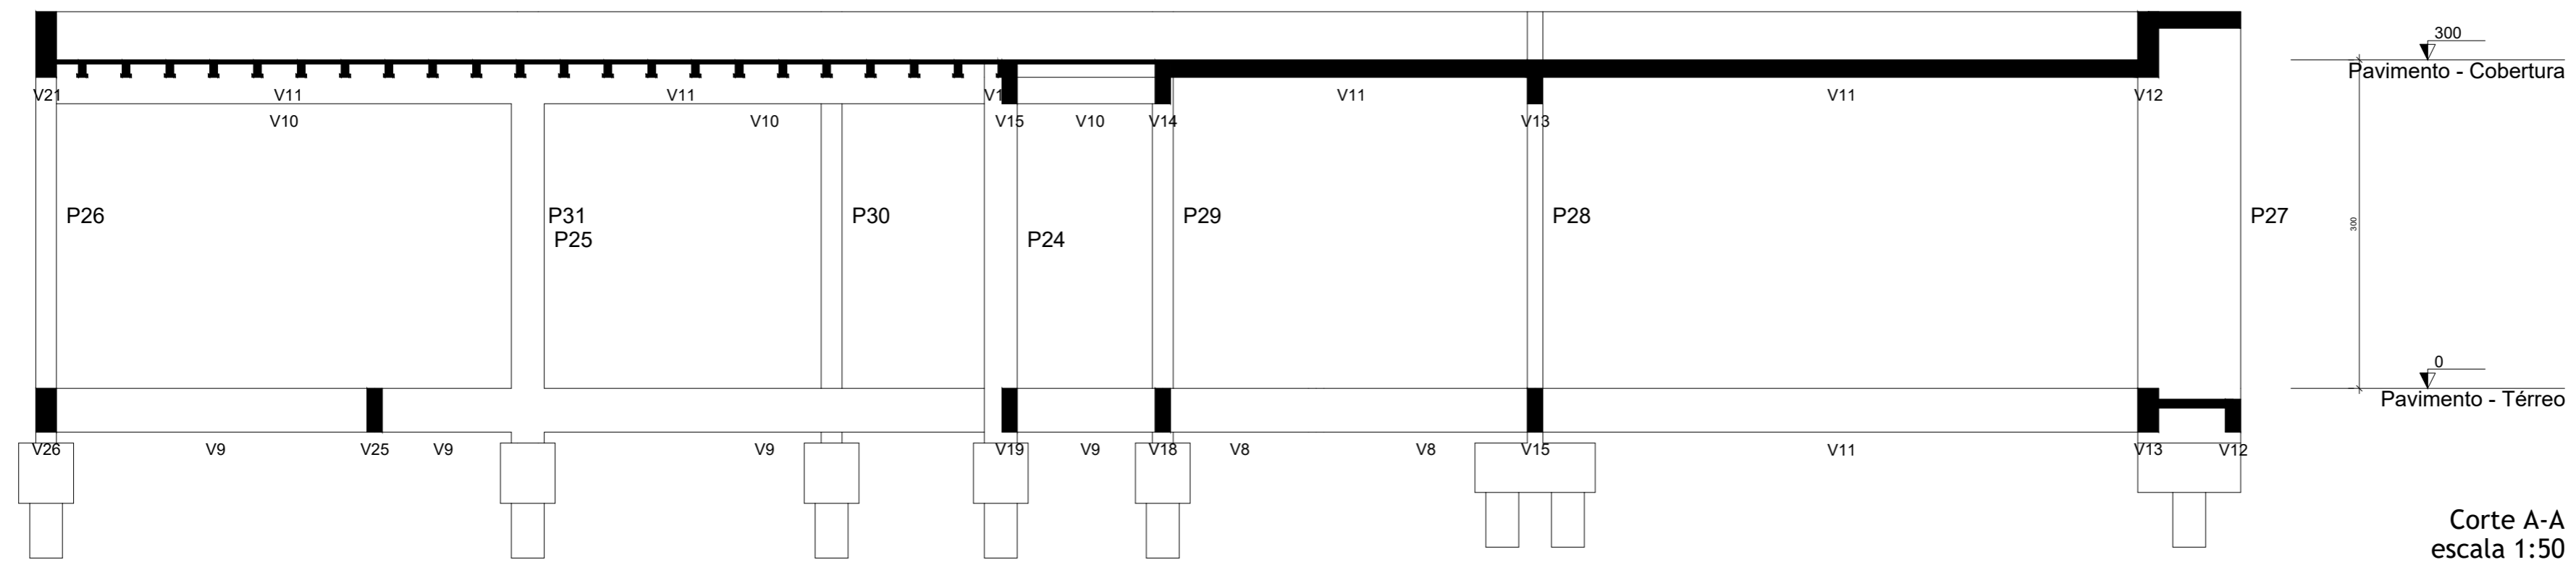 300
Pavimento - Cobertura
V21 V11 V11 V1 V11 V11 V12
V10 V10 V15 V10 V14 V13
P26 P31 P30 P29 P28 P27
P25 P24
300
0
Pavimento - Térreo
V26 V9 V25 V9 V9 V19 V9 V18 V8 V8 V15 V11 V13 V12
Corte A-A
escala 1:50